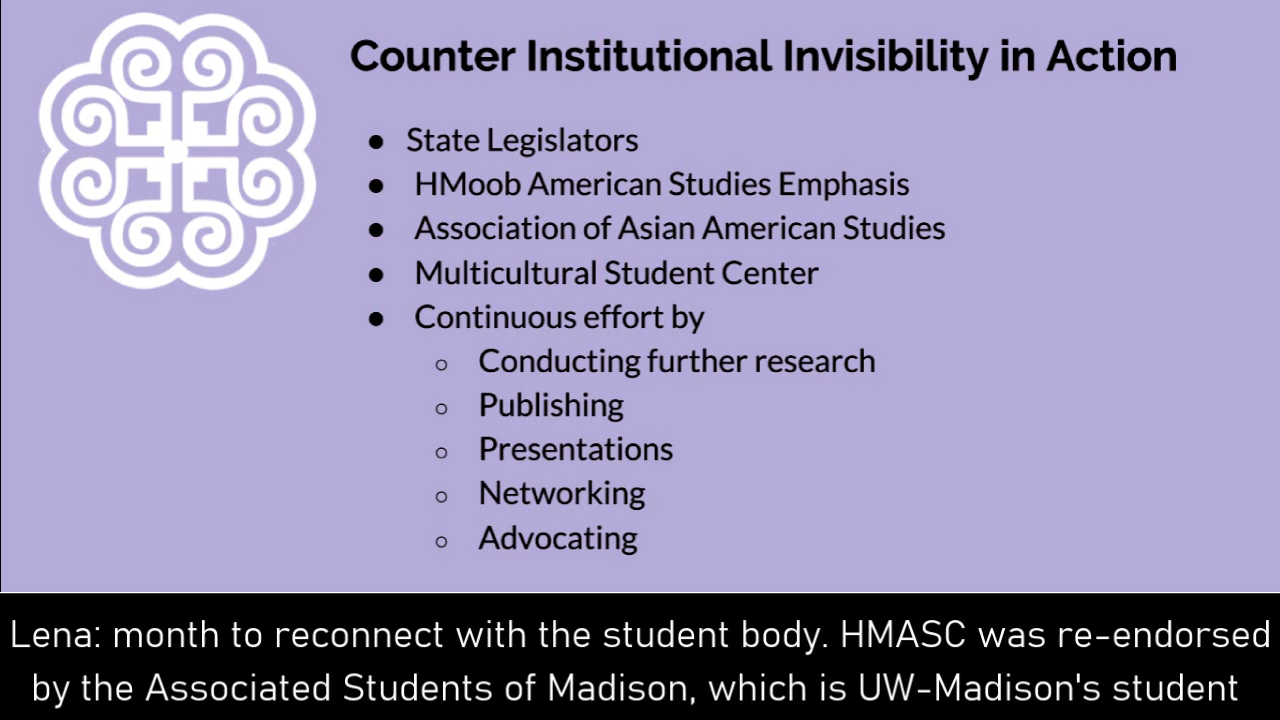 Counter Institutional Invisibility in Action
● State Legislators
● HMoob American Studies Emphasis
● Association of Asian American Studies
● Multicultural Student Center
● Continuous effort by
○ Conducting further research
○ Publishing
○ Presentations
○ Networking
○ Advocating
Lena: month to reconnect with the student body. HMASC was re-endorsed
by the Associated Students of Madison, which is UW-Madison's student